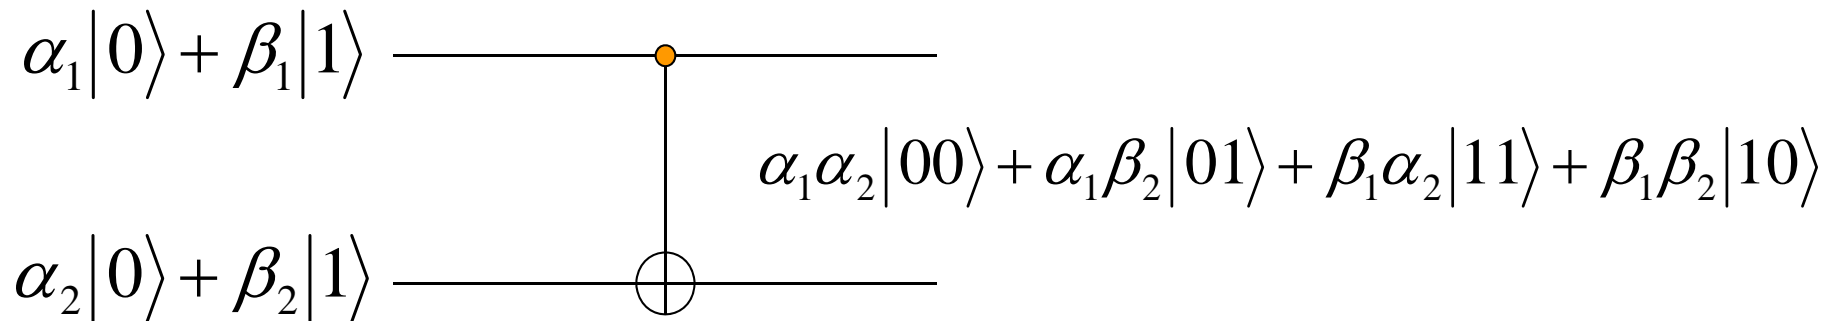 α₁|0⟩ + β₁|1⟩
α₁α₂|00⟩ + α₁β₂|01⟩ + β₁α₂|11⟩ + β₁β₂|10⟩
α₂|0⟩ + β₂|1⟩